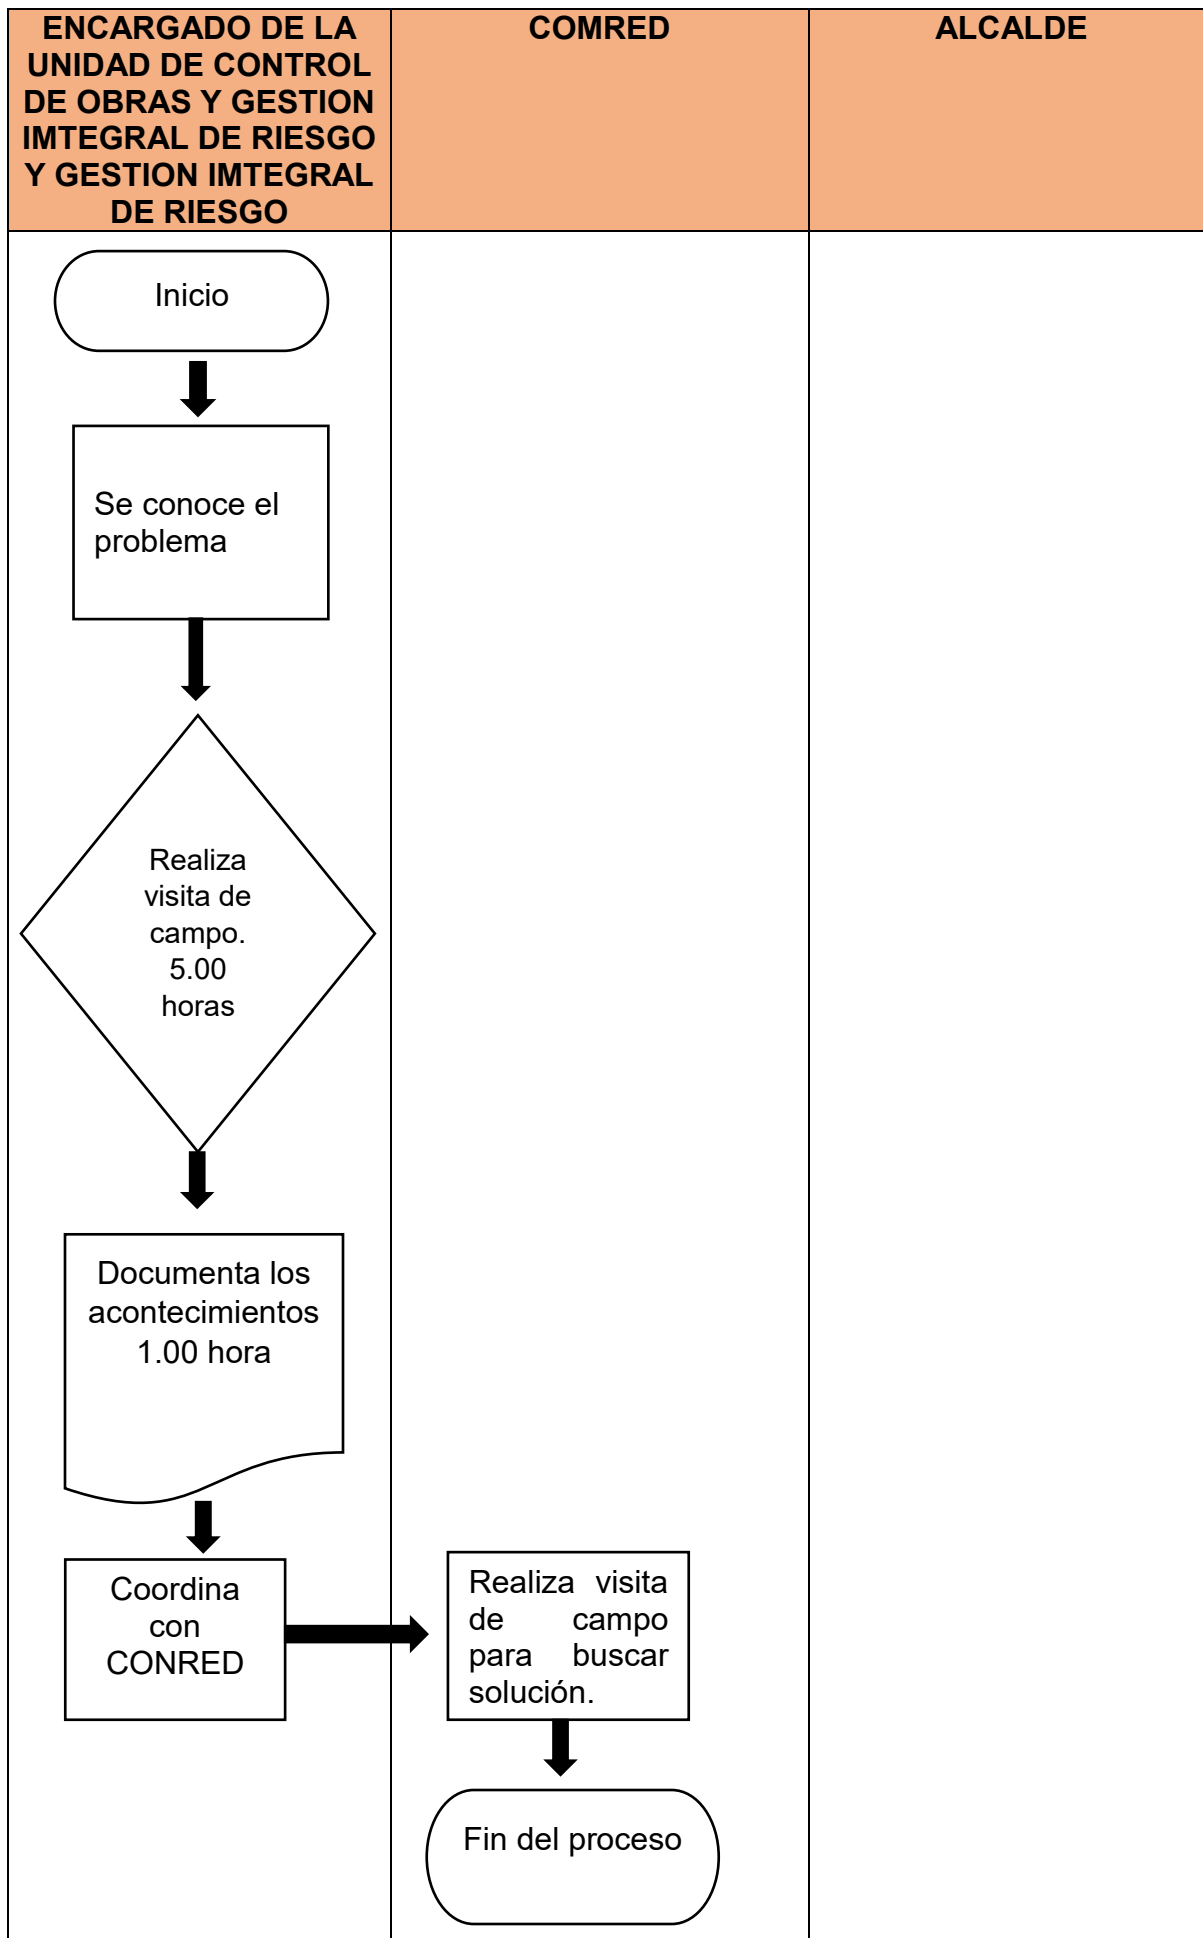 ENCARGADO DE LA
UNIDAD DE CONTROL
DE OBRAS Y GESTION
IMTEGRAL DE RIESGO
Y GESTION IMTEGRAL
DE RIESGO
COMRED
ALCALDE
Inicio
Se conoce el
problema
Realiza
visita de
campo.
5.00
horas
Documenta los
acontecimientos
1.00 hora
Coordina
con
CONRED
Realiza visita
de campo
para buscar
solución.
Fin del proceso